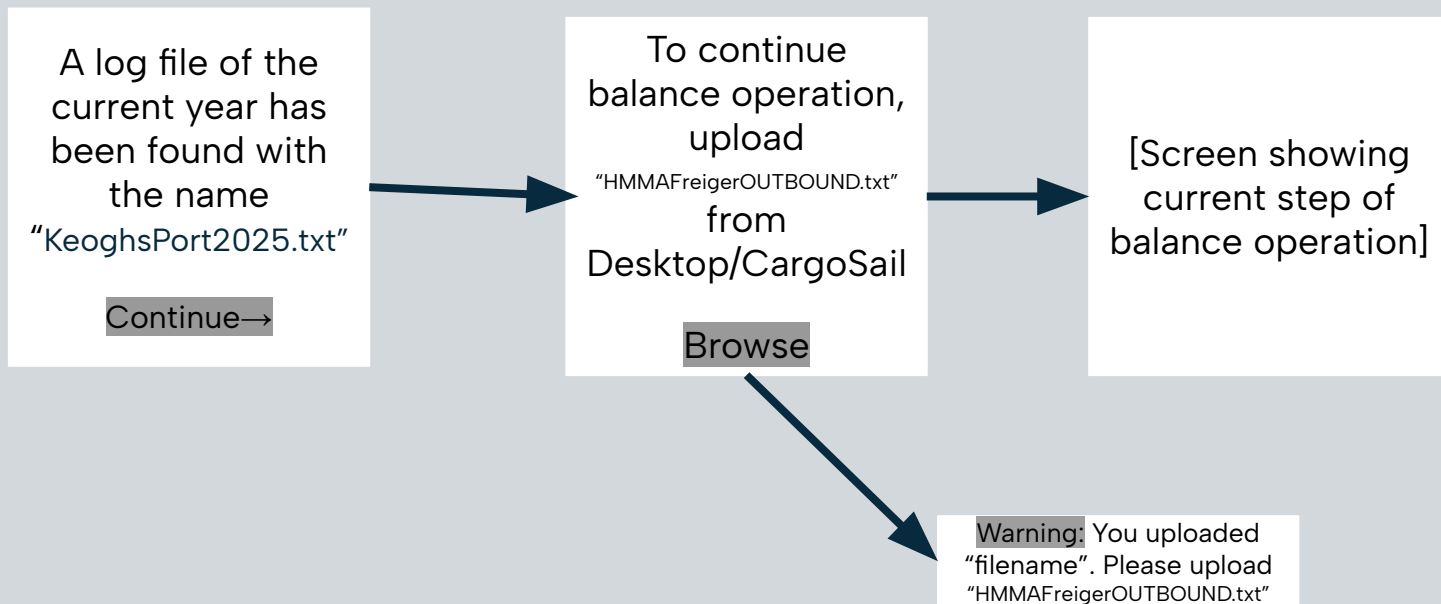 A log file of the
current year has
been found with
the name
“KeoghsPort2025.txt”
Continue→
To continue
balance operation,
upload
“HMMAFreigerOUTBOUND.txt”
from
Desktop/CargoSail
Browse
[Screen showing
current step of
balance operation]
Warning: You uploaded
“filename”. Please upload
“HMMAFreigerOUTBOUND.txt”